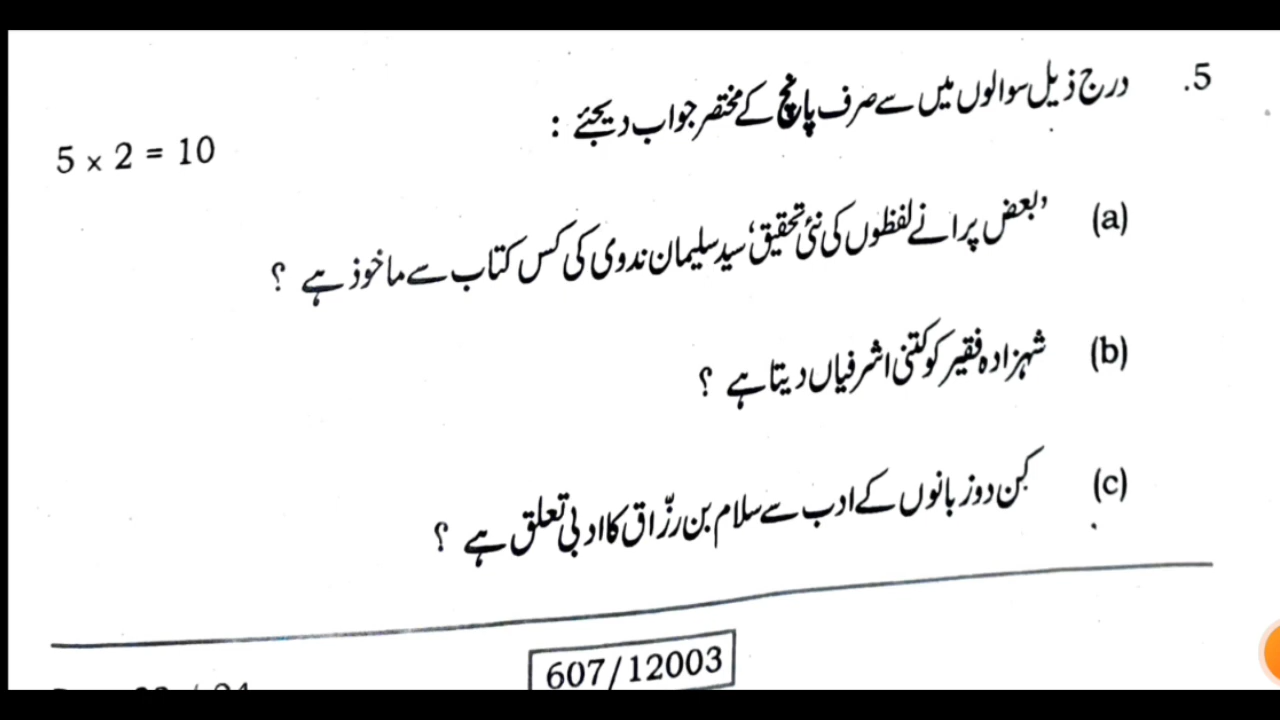 5. درج ذیل سوالوں میں سے صرف پانچ کے مختصر جواب دیجئے :
5 × 2 = 10
(a) ’بعض پرانے لفظوں کی نئی تحقیق‘ سید سلیمان ندوی کی کس کتاب سے ماخوذ ہے ؟
(b) شہزادہ فقیر کو کتنی اشرفیاں دیتا ہے ؟
(c) کِن دو زبانوں کے ادب سے سلام بن رزّاق کا ادبی تعلق ہے ؟
607/12003